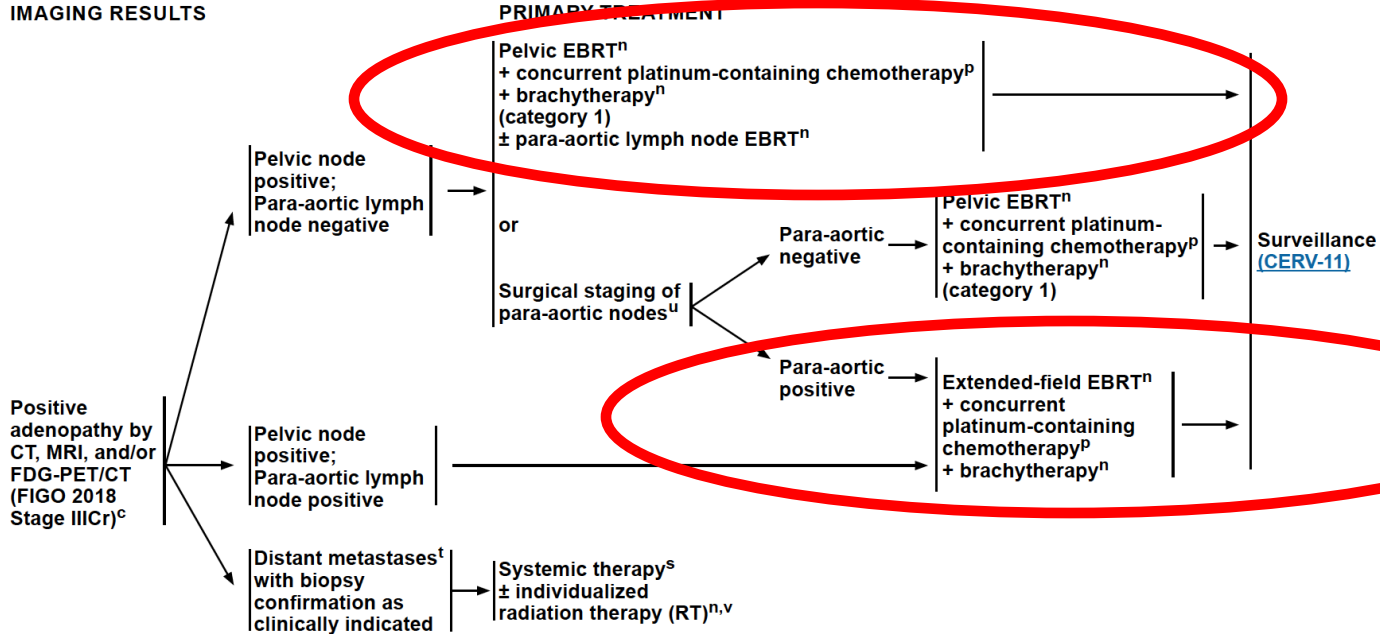 IMAGING RESULTS
PRIMARY TREATMENT
Pelvic EBRTⁿ
+ concurrent platinum-containing chemotherapyᵖ
+ brachytherapyⁿ
(category 1)
± para-aortic lymph node EBRTⁿ
Pelvic node
positive;
Para-aortic lymph
node negative
or
Surgical staging of
para-aortic nodesᵘ
Para-aortic
negative
Pelvic EBRTⁿ
+ concurrent platinum-
containing chemotherapyᵖ
+ brachytherapyⁿ
(category 1)
Surveillance
(CERV-11)
Para-aortic
positive
Extended-field EBRTⁿ
+ concurrent
platinum-containing
chemotherapyᵖ
+ brachytherapyⁿ
Positive
adenopathy by
CT, MRI, and/or
FDG-PET/CT
(FIGO 2018
Stage IIICr)ᶜ
Pelvic node
positive;
Para-aortic lymph
node positive
Distant metastasesᵗ
with biopsy
confirmation as
clinically indicated
Systemic therapyˢ
± individualized
radiation therapy (RT)ⁿ,ᵛ